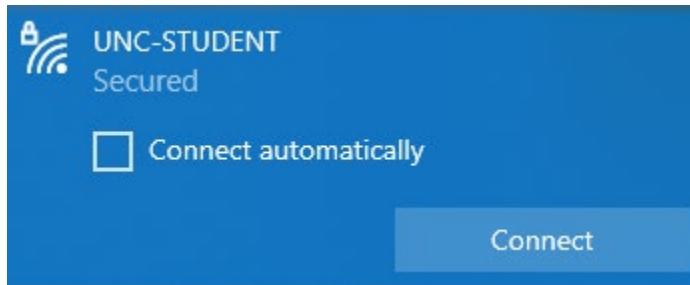 UNC-STUDENT
Secured
Connect automatically
Connect